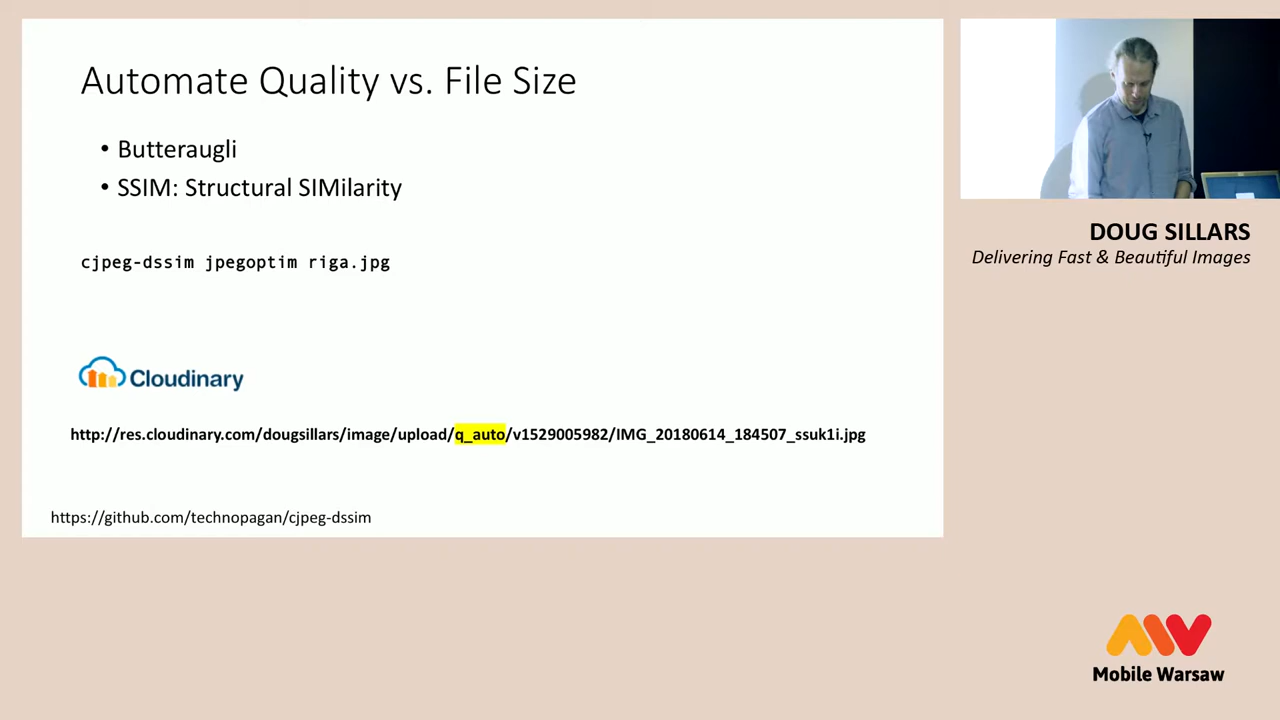 Automate Quality vs. File Size
• Butteraugli
• SSIM: Structural SIMilarity
cjpeg-dssim jpegoptim riga.jpg
Cloudinary
http://res.cloudinary.com/dougsillars/image/upload/q_auto/v1529005982/IMG_20180614_184507_ssuk1i.jpg
https://github.com/technopagan/cjpeg-dssim
DOUG SILLARS
Delivering Fast & Beautiful Images
Mobile Warsaw